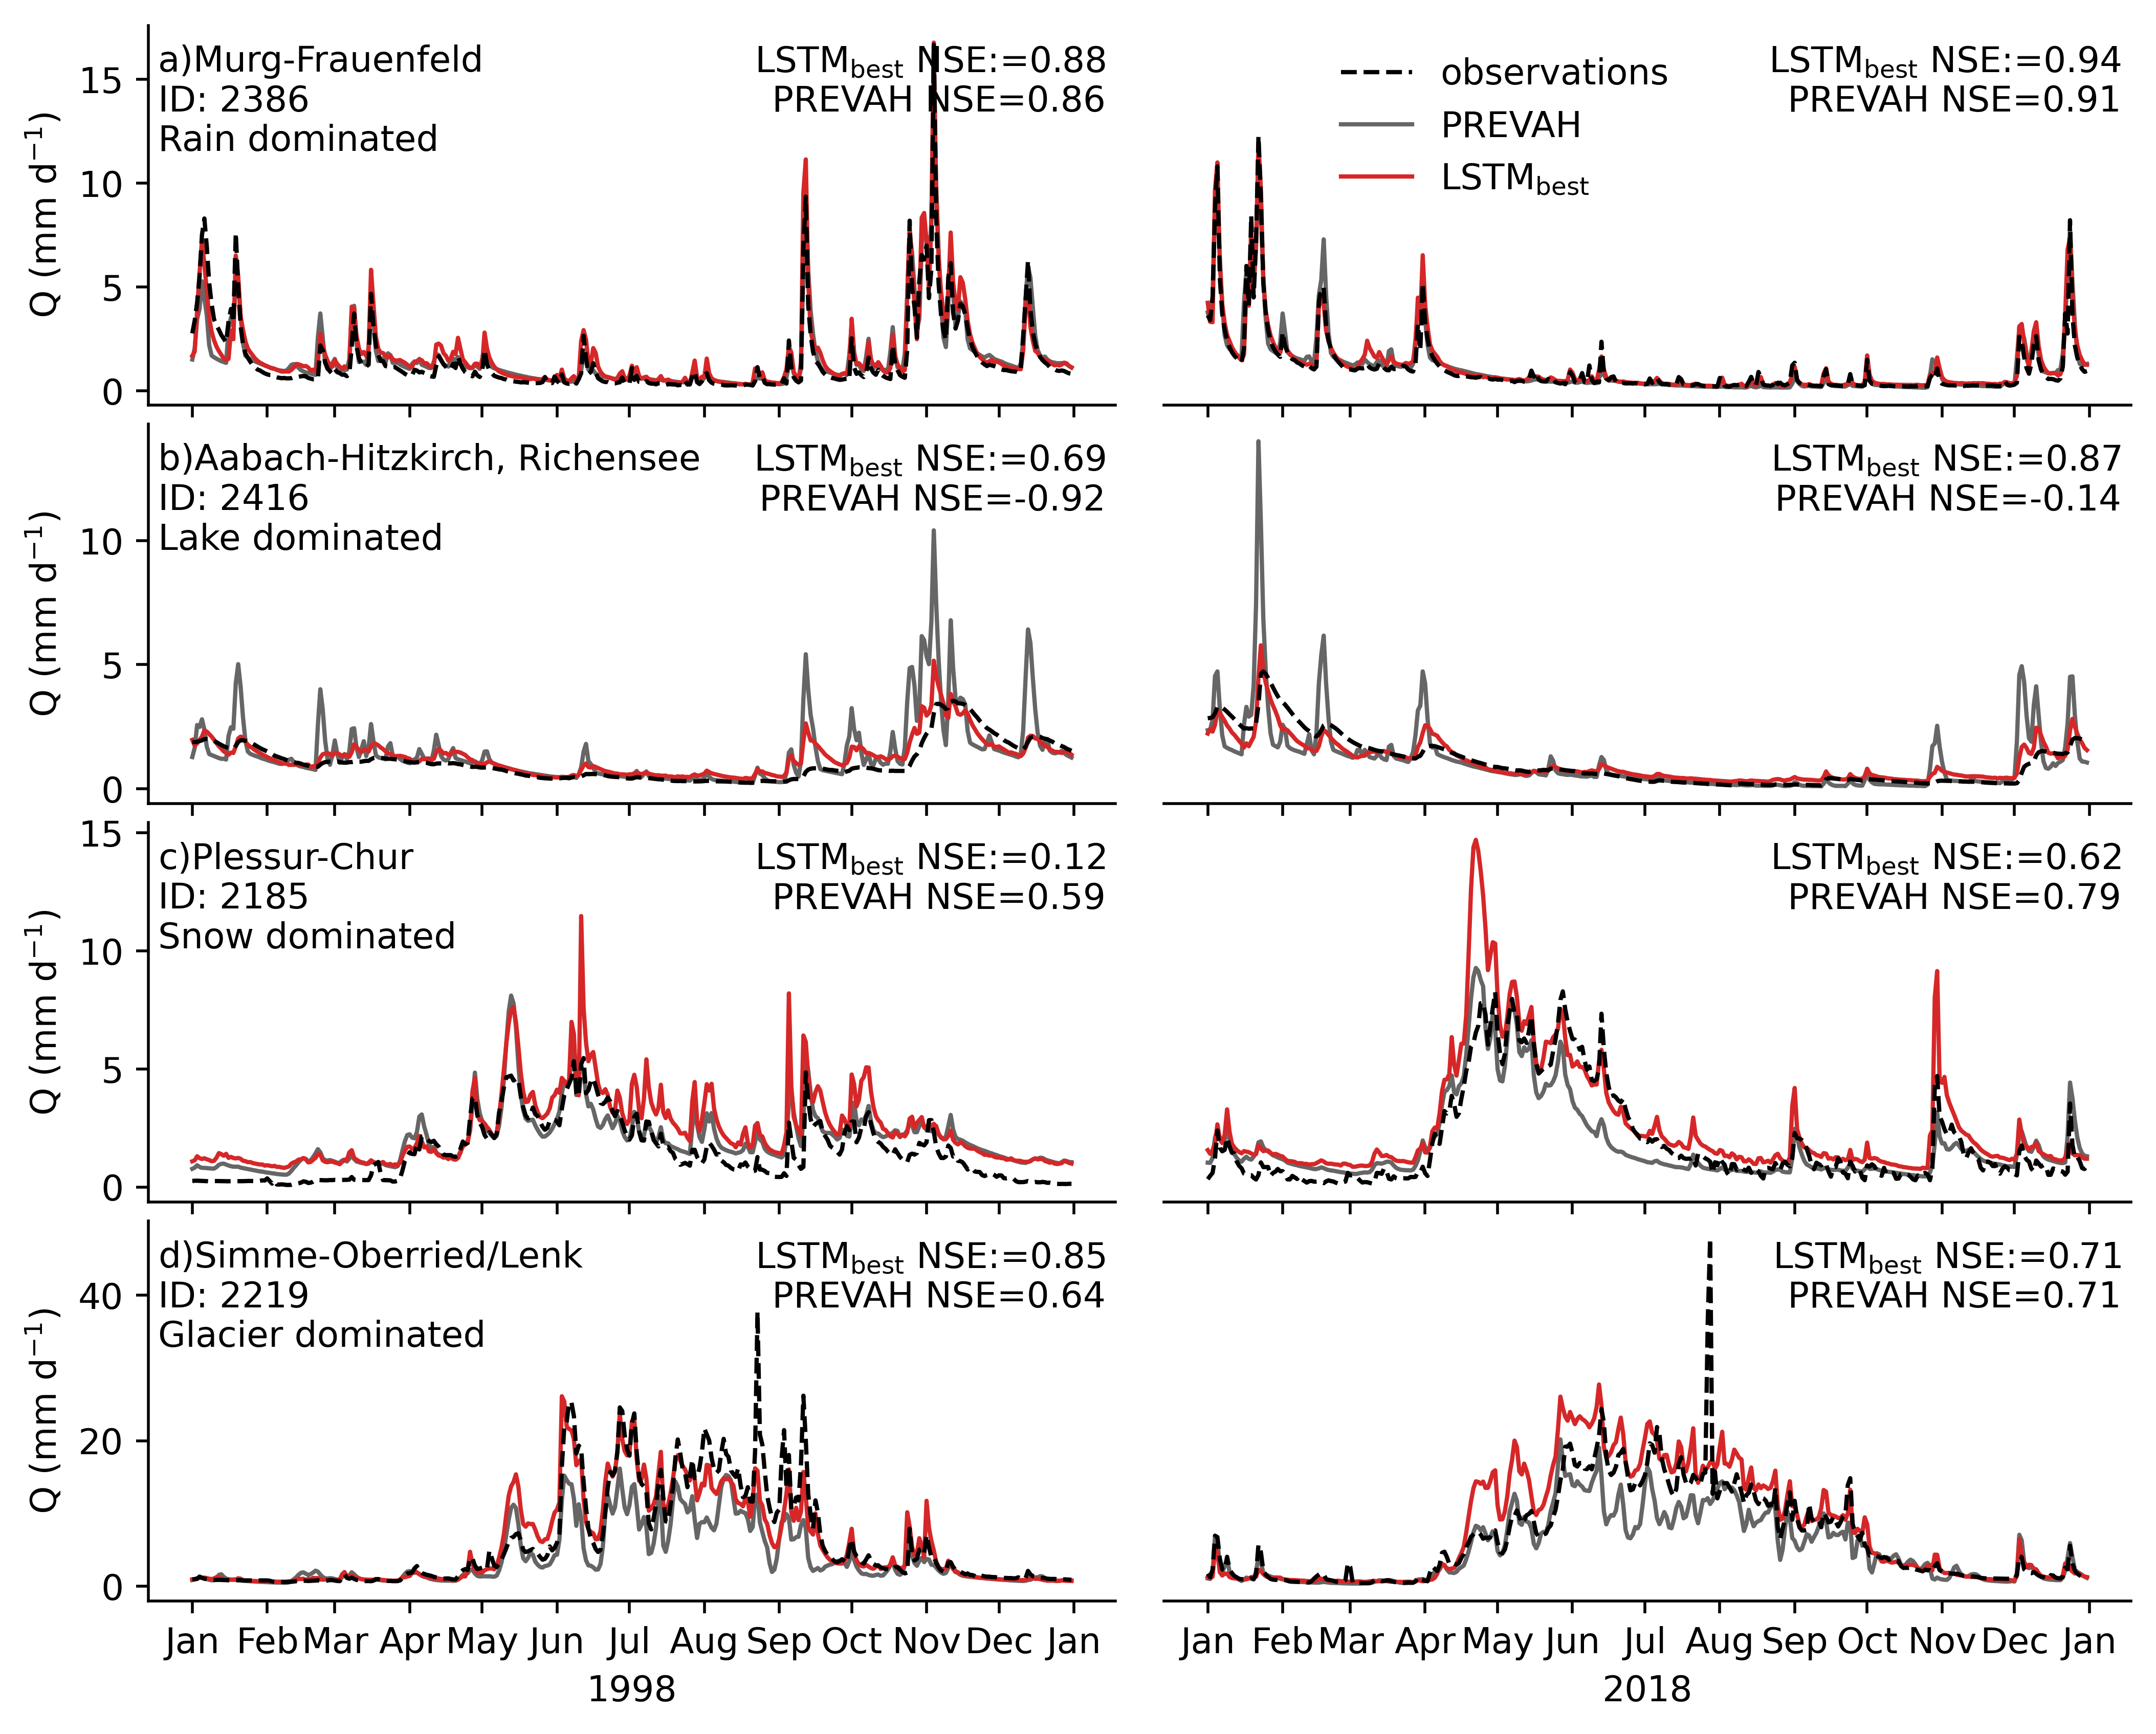 a)Murg-Frauenfeld
ID: 2386
Rain dominated
LSTMbest NSE:=0.88
PREVAH NSE=0.86
15
10
5
0
Q (mm d−1)
observations
PREVAH
LSTMbest
LSTMbest NSE:=0.94
PREVAH NSE=0.91
b)Aabach-Hitzkirch, Richensee
ID: 2416
Lake dominated
LSTMbest NSE:=0.69
PREVAH NSE=-0.92
10
5
0
Q (mm d−1)
LSTMbest NSE:=0.87
PREVAH NSE=-0.14
c)Plessur-Chur
ID: 2185
Snow dominated
LSTMbest NSE:=0.12
PREVAH NSE=0.59
15
10
5
0
Q (mm d−1)
LSTMbest NSE:=0.62
PREVAH NSE=0.79
d)Simme-Oberried/Lenk
ID: 2219
Glacier dominated
LSTMbest NSE:=0.85
PREVAH NSE=0.64
40
20
0
Q (mm d−1)
LSTMbest NSE:=0.71
PREVAH NSE=0.71
Jan Feb Mar Apr May Jun Jul Aug Sep Oct Nov Dec Jan
1998
Jan Feb Mar Apr May Jun Jul Aug Sep Oct Nov Dec Jan
2018